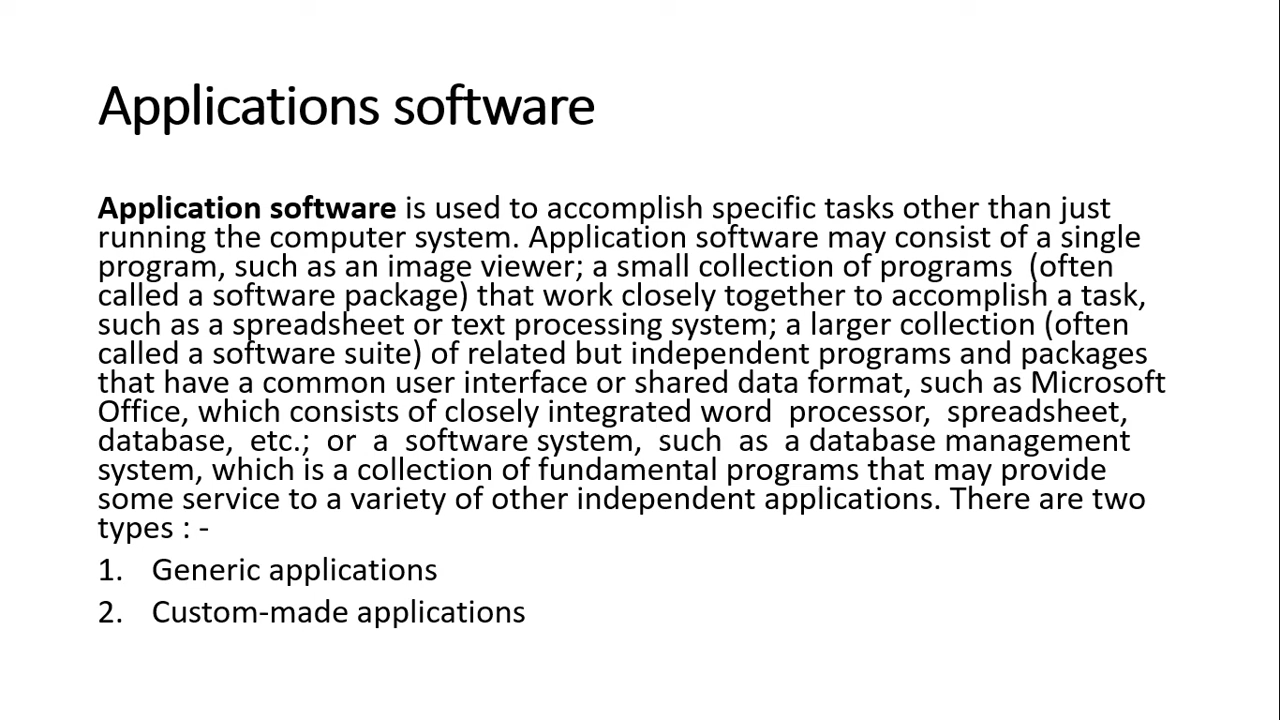 Applications software
Application software is used to accomplish specific tasks other than just
running the computer system. Application software may consist of a single
program, such as an image viewer; a small collection of programs  (often
called a software package) that work closely together to accomplish a task,
such as a spreadsheet or text processing system; a larger collection (often
called a software suite) of related but independent programs and packages
that have a common user interface or shared data format, such as Microsoft
Office, which consists of closely integrated word  processor,  spreadsheet,
database,  etc.;  or  a  software system,  such  as  a database management
system, which is a collection of fundamental programs that may provide
some service to a variety of other independent applications. There are two
types : -
1. Generic applications
2. Custom-made applications